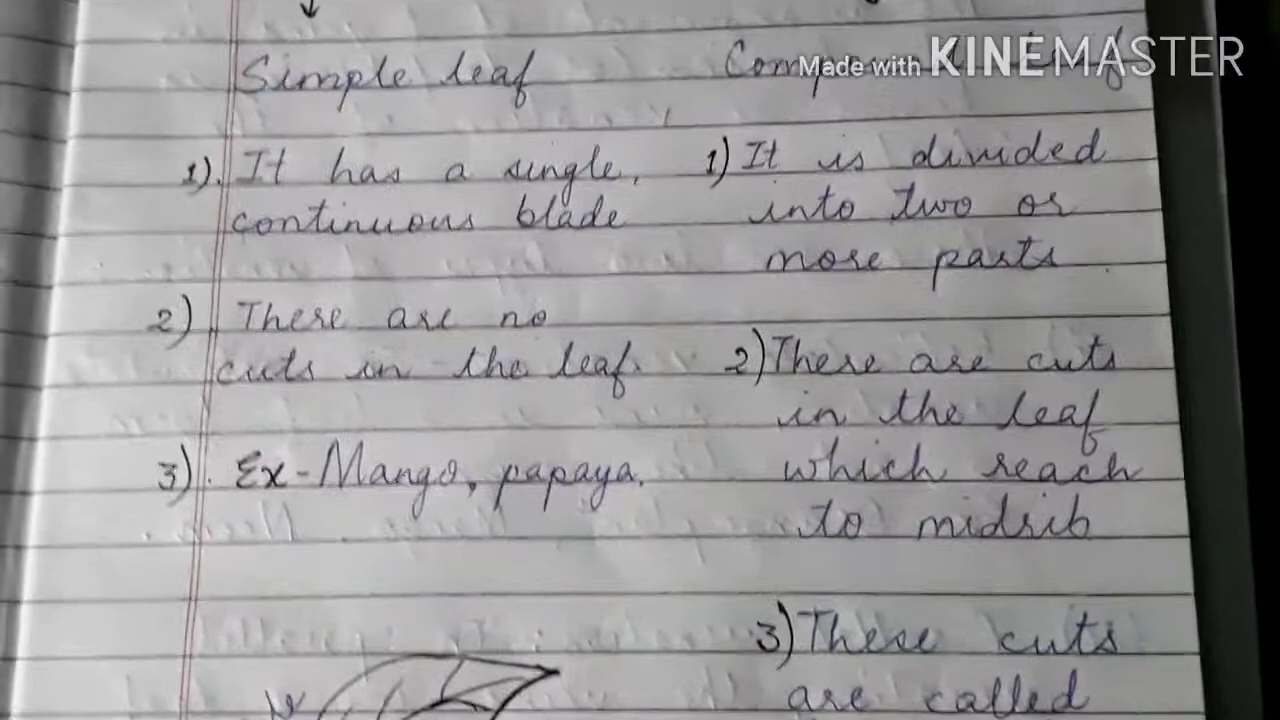 Simple leaf
Made with KINEMASTER
1). It has a single,
continuous blade
2) There are no
cuts in the leaf.
3). Ex - Mango, papaya.
1) It is divided
into two or
more parts
2) There are cuts
in the leaf
which reach
to midrib
3) These cuts
are called